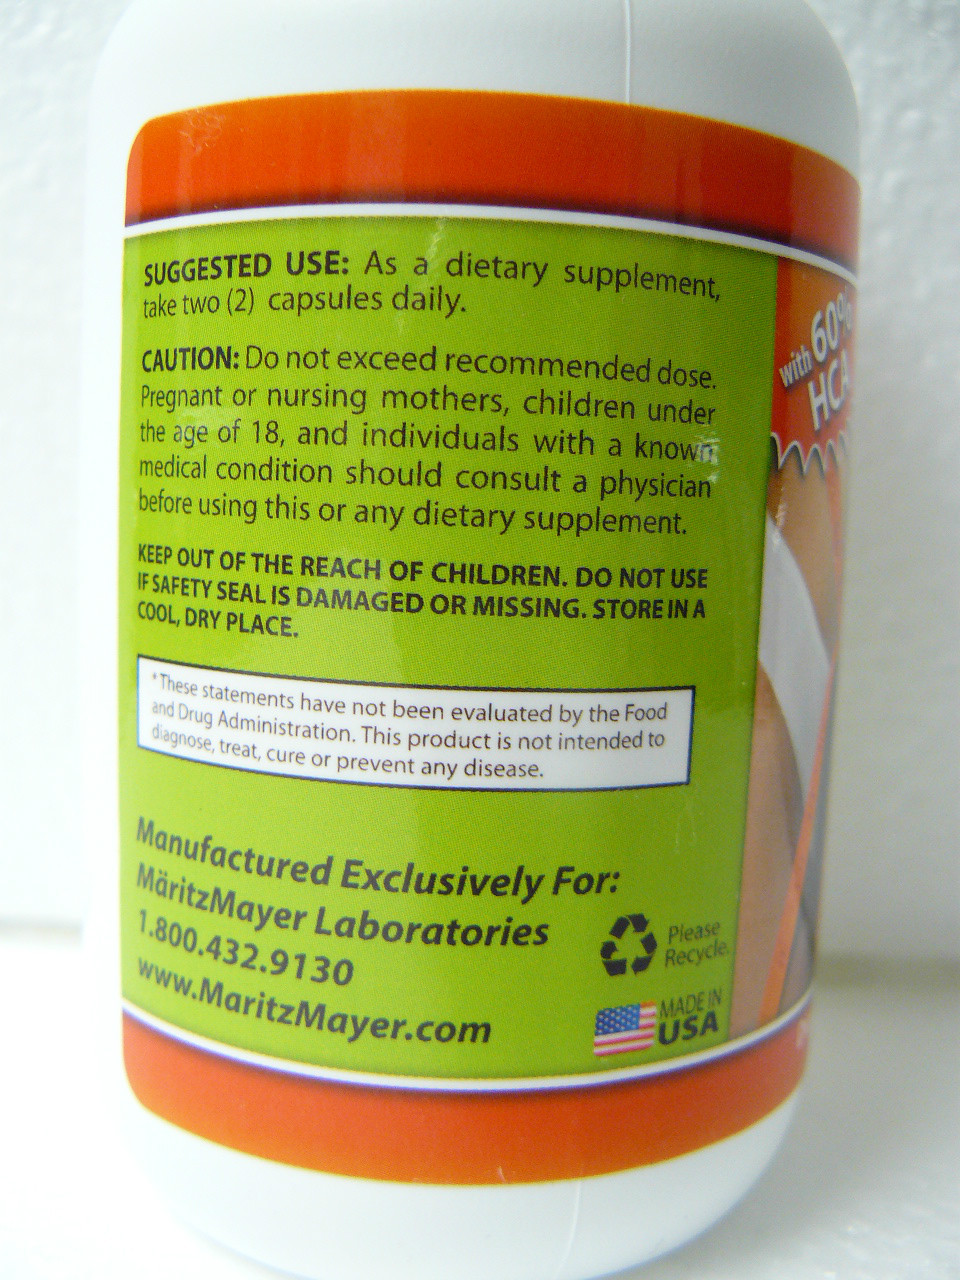 SUGGESTED USE: As a dietary supplement,
take two (2) capsules daily.
CAUTION: Do not exceed recommended dose.
Pregnant or nursing mothers, children under
the age of 18, and individuals with a known
medical condition should consult a physician
before using this or any dietary supplement.
KEEP OUT OF THE REACH OF CHILDREN. DO NOT USE
IF SAFETY SEAL IS DAMAGED OR MISSING. STORE IN A
COOL, DRY PLACE.
*These statements have not been evaluated by the Food
and Drug Administration. This product is not intended to
diagnose, treat, cure or prevent any disease.
Manufactured Exclusively For:
MäritzMayer Laboratories
1.800.432.9130
www.MaritzMayer.com
Please
Recycle.
MADE IN
USA
with 60%
HCA